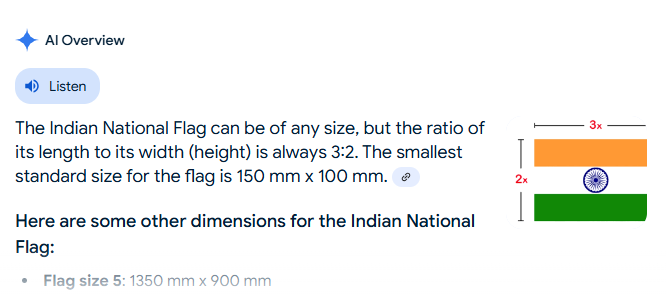 AI Overview
Listen
The Indian National Flag can be of any size, but the ratio of
its length to its width (height) is always 3:2. The smallest
standard size for the flag is 150 mm x 100 mm.
3x
2x
Here are some other dimensions for the Indian National
Flag:
• Flag size 5: 1350 mm x 900 mm